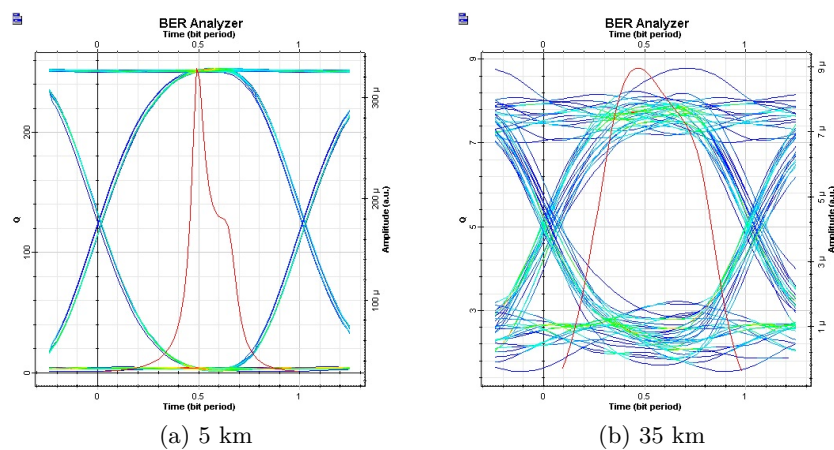 BER Analyzer
Time (bit period)
0 0.5 1
Q
200
100
0
Amplitude (a.u.)
300 µ
200 µ
100 µ
0 0.5 1
Time (bit period)
(a) 5 km
BER Analyzer
Time (bit period)
0 0.5 1
Q
9
7
5
3
Amplitude (a.u.)
9 µ
7 µ
5 µ
3 µ
1 µ
0 0.5 1
Time (bit period)
(b) 35 km